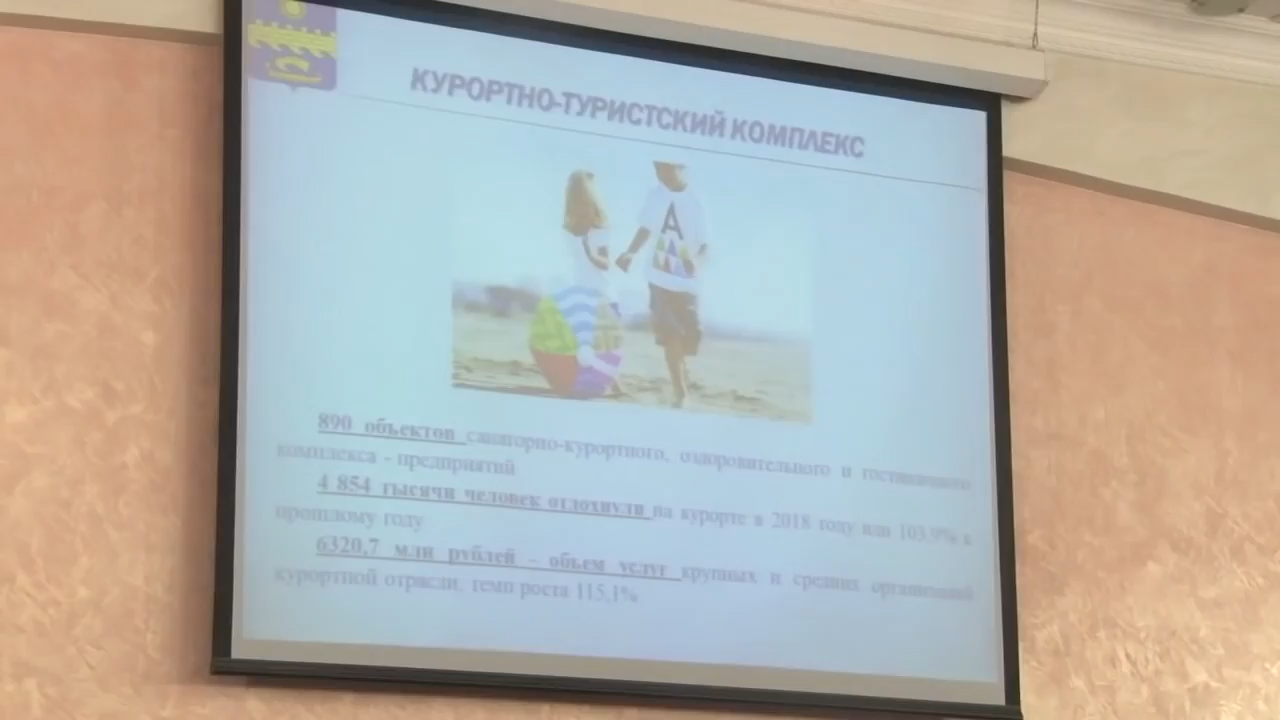 КУРОРТНО-ТУРИСТСКИЙ КОМПЛЕКС
А
890 объектов санаторно-курортного, оздоровительного и гостиничного
комплекса - предприятий
4 854 тысячи человек отдохнули на курорте в 2018 году или 103,9% к
прошлому году
6320,7 млн рублей - объем услуг крупных и средних организаций
курортной отрасли, темп роста 115,1%